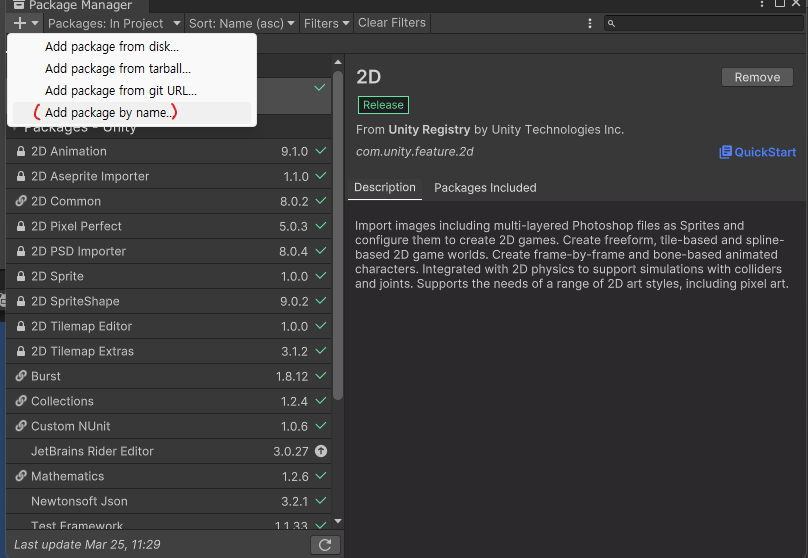 Package Manager
Packages: In Project
Sort: Name (asc)
Filters
Clear Filters
Add package from disk...
Add package from tarball...
Add package from git URL...
Add package by name...
Packages - Unity
2D Animation 9.1.0
2D Aseprite Importer 1.1.0
2D Common 8.0.2
2D Pixel Perfect 5.0.3
2D PSD Importer 8.0.4
2D Sprite 1.0.0
2D SpriteShape 9.0.2
2D Tilemap Editor 1.0.0
2D Tilemap Extras 3.1.2
Burst 1.8.12
Collections 1.2.4
Custom NUnit 1.0.6
JetBrains Rider Editor 3.0.27
Mathematics 1.2.6
Newtonsoft Json 3.2.1
Test Framework 1.1.33
Last update Mar 25, 11:29
2D
Remove
Release
From Unity Registry by Unity Technologies Inc.
com.unity.feature.2d
QuickStart
Description
Packages Included
Import images including multi-layered Photoshop files as Sprites and
configure them to create 2D games. Create freeform, tile-based and spline-
based 2D game worlds. Create frame-by-frame and bone-based animated
characters. Integrated with 2D physics to support simulations with colliders
and joints. Supports the needs of a range of 2D art styles, including pixel art.